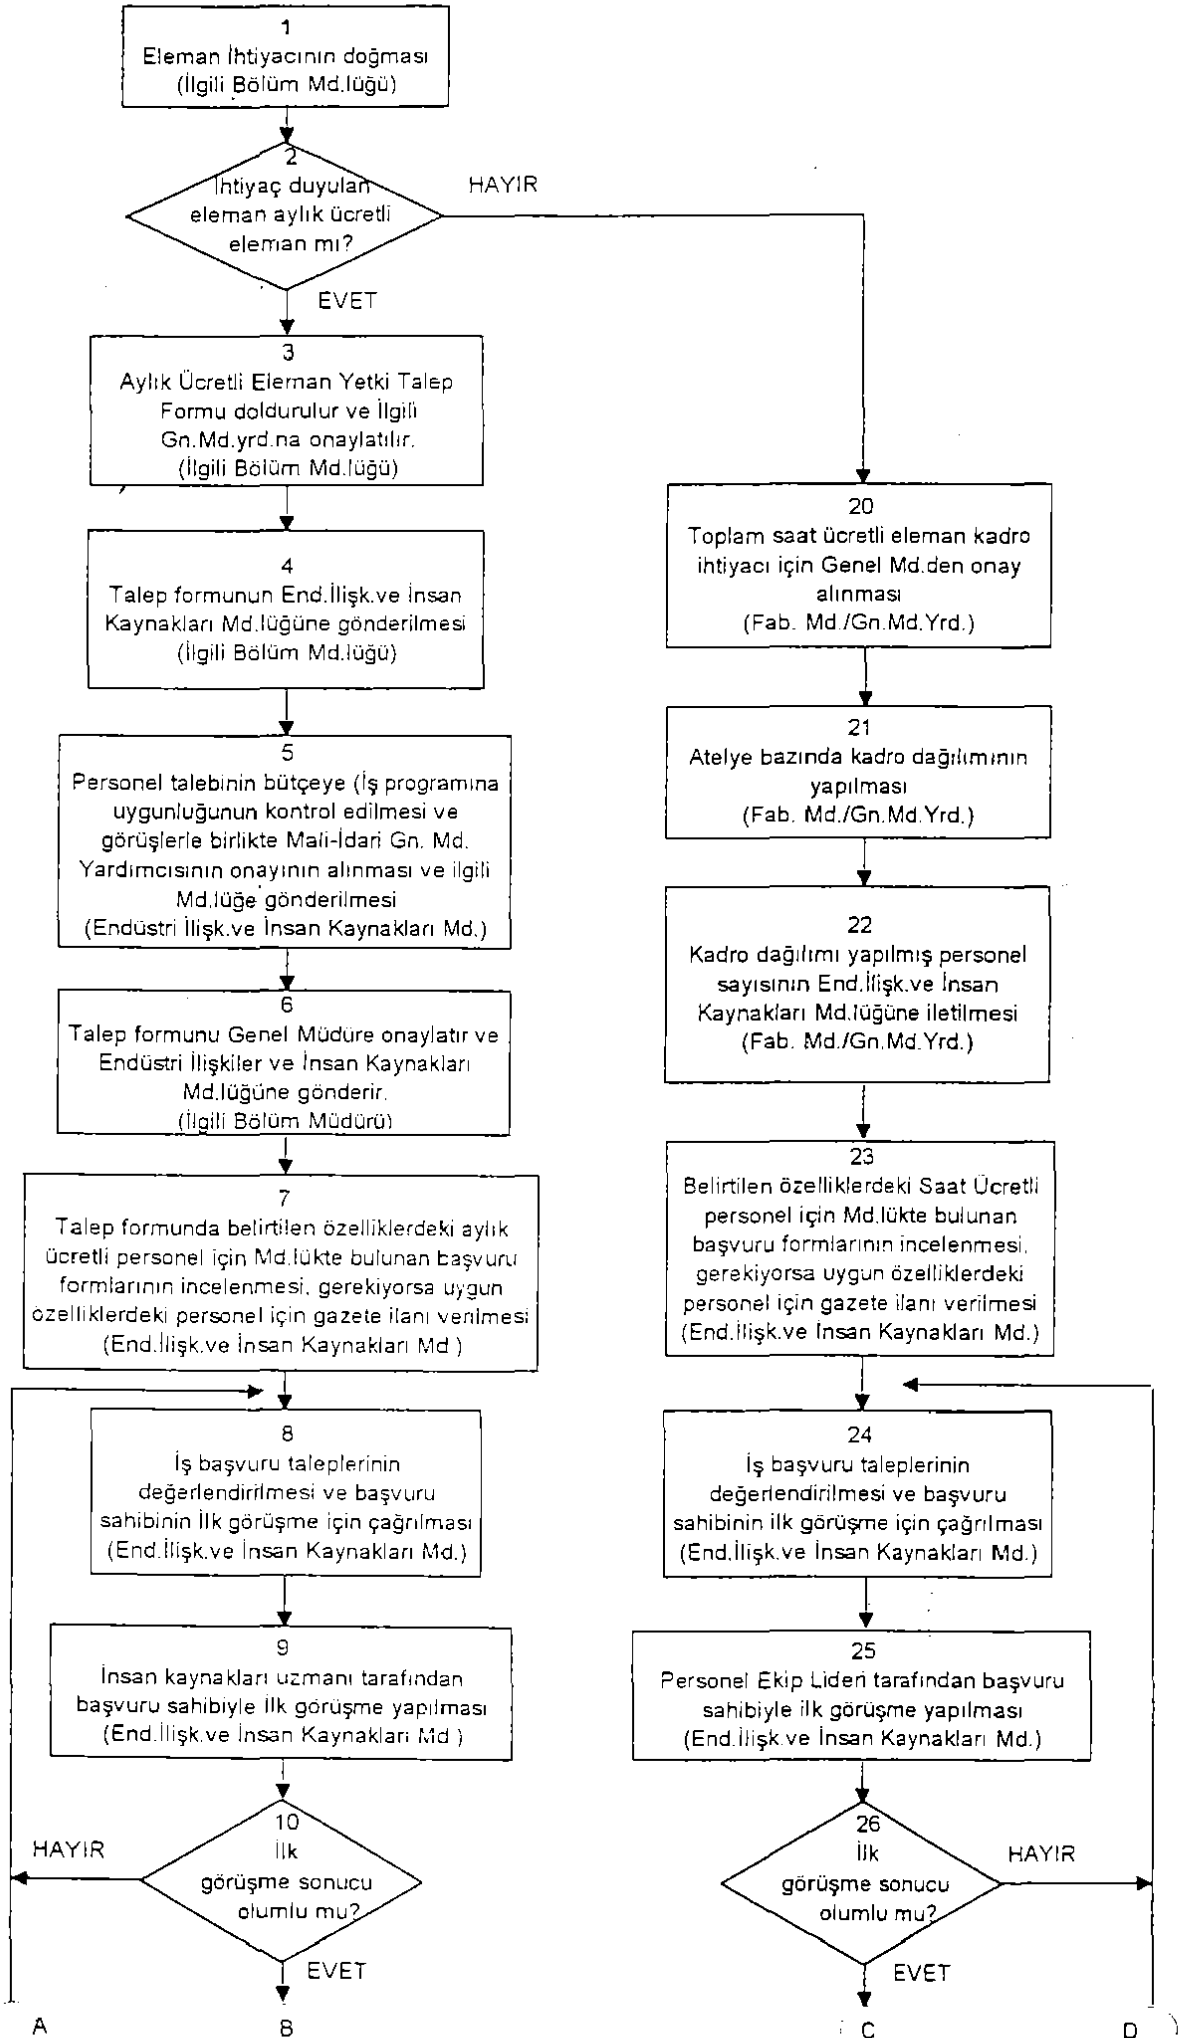 1
Eleman İhtiyacının doğması
(İlgili Bölüm Md.lüğü)
2
İhtiyaç duyulan
eleman aylık ücretli
eleman mı?
HAYIR
EVET
3
Aylık Ücretli Eleman Yetki Talep
Formu doldurulur ve İlgili
Gn.Md.yrd.na onaylatılır.
(İlgili Bölüm Md.lüğü)
4
Talep formunun End.İlişk.ve İnsan
Kaynakları Md.lüğüne gönderilmesi
(İlgili Bölüm Md.lüğü)
5
Personel talebinin bütçeye (İş programına
uygunluğunun kontrol edilmesi ve
görüşlerle birlikte Mali-İdari Gn. Md.
Yardımcısının onayının alınması ve ilgili
Md.lüğe gönderilmesi
(Endüstri İlişk.ve İnsan Kaynakları Md.)
6
Talep formunu Genel Müdüre onaylatır ve
Endüstri İlişkiler ve İnsan Kaynakları
Md.lüğüne gönderir.
(İlgili Bölüm Müdürü)
7
Talep formunda belirtilen özelliklerdeki aylık
ücretli personel için Md.lükte bulunan başvuru
formlarının incelenmesi, gerekiyorsa uygun
özelliklerdeki personel için gazete ilanı verilmesi
(End.İlişk.ve İnsan Kaynakları Md )
8
İş başvuru taleplerinin
değerlendirilmesi ve başvuru
sahibinin İlk görüşme için çağrılması
(End.İlişk.ve İnsan Kaynakları Md.)
9
İnsan kaynakları uzmanı tarafından
başvuru sahibiyle İlk görüşme yapılması
(End.İlişk.ve İnsan Kaynakları Md )
10
İlk
görüşme sonucu
olumlu mu?
HAYIR
EVET
A
B
20
Toplam saat ücretli eleman kadro
ihtiyacı için Genel Md.den onay
alınması
(Fab. Md./Gn.Md.Yrd.)
21
Atelye bazında kadro dağılımının
yapılması
(Fab. Md./Gn.Md.Yrd.)
22
Kadro dağılımı yapılmış personel
sayısının End.İlişk.ve İnsan
Kaynakları Md.lüğüne iletilmesi
(Fab. Md./Gn.Md.Yrd.)
23
Belirtilen özelliklerdeki Saat Ücretli
personel için Md.lükte bulunan
başvuru formlarının incelenmesi,
gerekiyorsa uygun özelliklerdeki
personel için gazete ilanı verilmesi
(End.İlişk.ve İnsan Kaynakları Md.)
24
İş başvuru taleplerinin
değerlendirilmesi ve başvuru
sahibinin ilk görüşme için çağrılması
(End.İlişk.ve İnsan Kaynakları Md.)
25
Personel Ekip Lideri tarafından başvuru
sahibiyle ilk görüşme yapılması
(End.İlişk.ve İnsan Kaynakları Md.)
26
İlk
görüşme sonucu
olumlu mu?
HAYIR
EVET
C
D